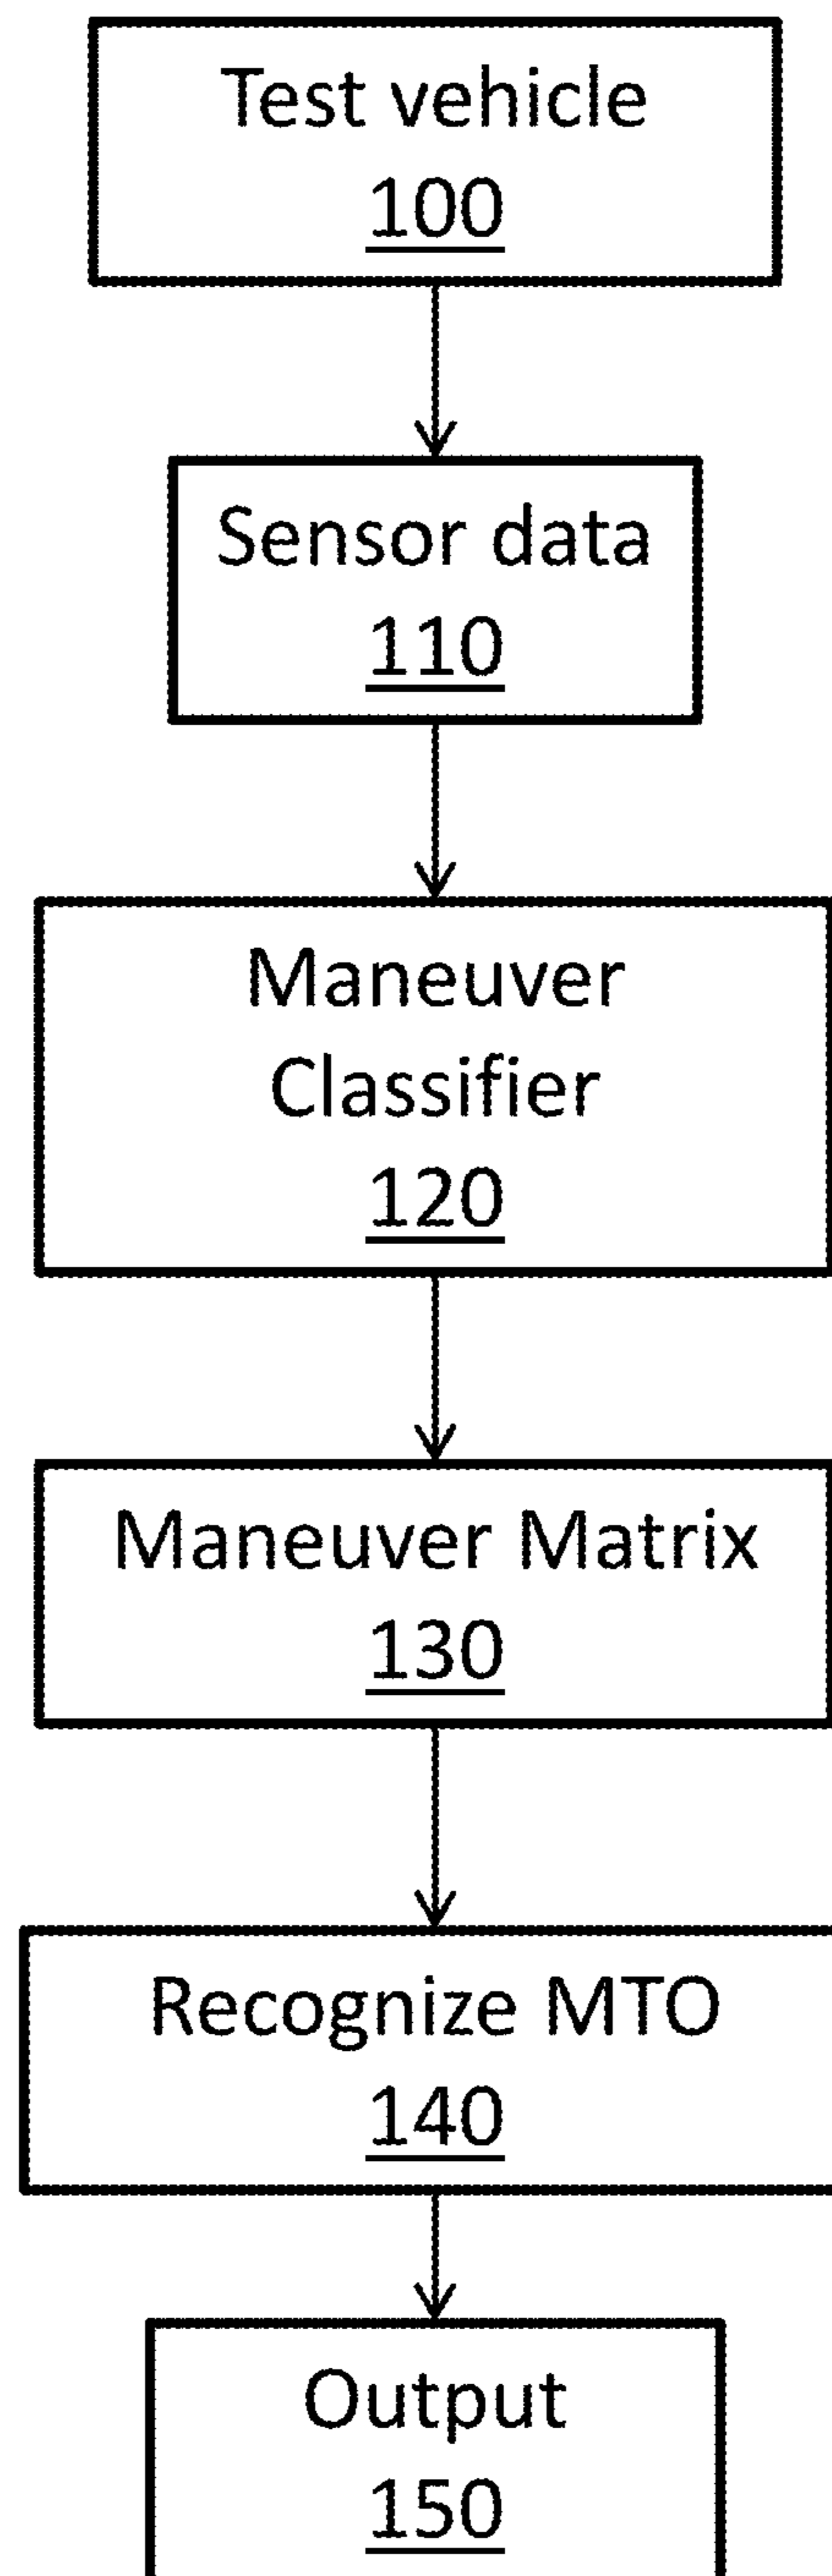 Test vehicle
100
Sensor data
110
Maneuver
Classifier
120
Maneuver Matrix
130
Recognize MTO
140
Output
150